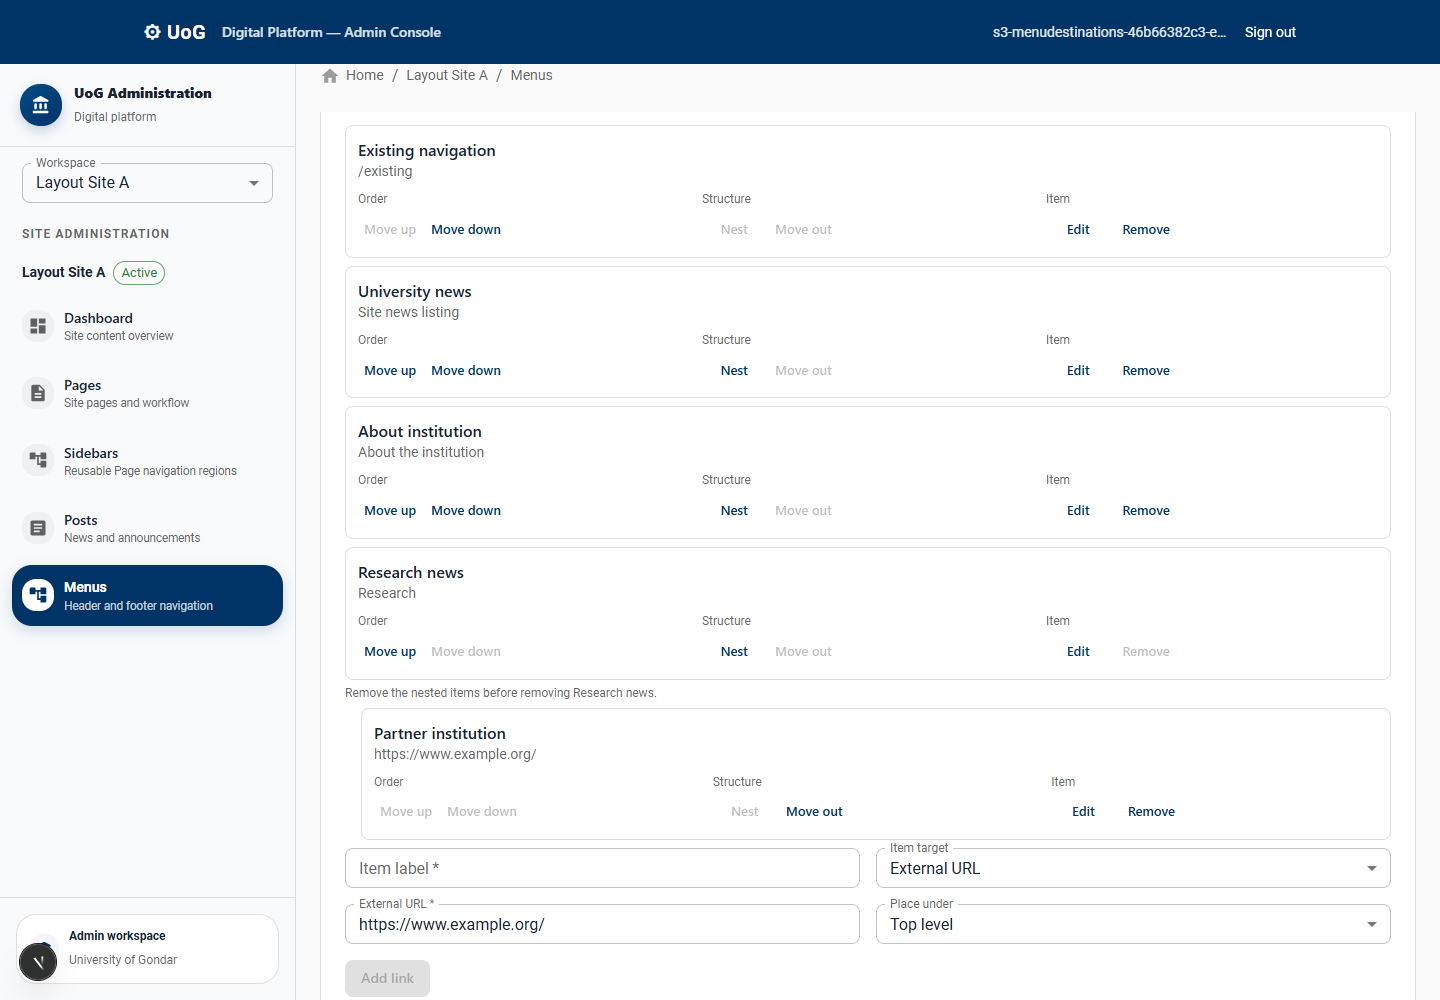 UoG Digital Platform — Admin Console
s3-menudestinations-46b66382c3-e... Sign out
UoG Administration
Digital platform
Workspace
Layout Site A
SITE ADMINISTRATION
Layout Site A Active
Dashboard
Site content overview
Pages
Site pages and workflow
Sidebars
Reusable Page navigation regions
Posts
News and announcements
Menus
Header and footer navigation
Admin workspace
University of Gondar
Home / Layout Site A / Menus
Existing navigation
/existing
Order Structure Item
Move up Move down Nest Move out Edit Remove
University news
Site news listing
Order Structure Item
Move up Move down Nest Move out Edit Remove
About institution
About the institution
Order Structure Item
Move up Move down Nest Move out Edit Remove
Research news
Research
Order Structure Item
Move up Move down Nest Move out Edit Remove
Remove the nested items before removing Research news.
Partner institution
https://www.example.org/
Order Structure Item
Move up Move down Nest Move out Edit Remove
Item label *
Item target
External URL
External URL *
https://www.example.org/
Place under
Top level
Add link